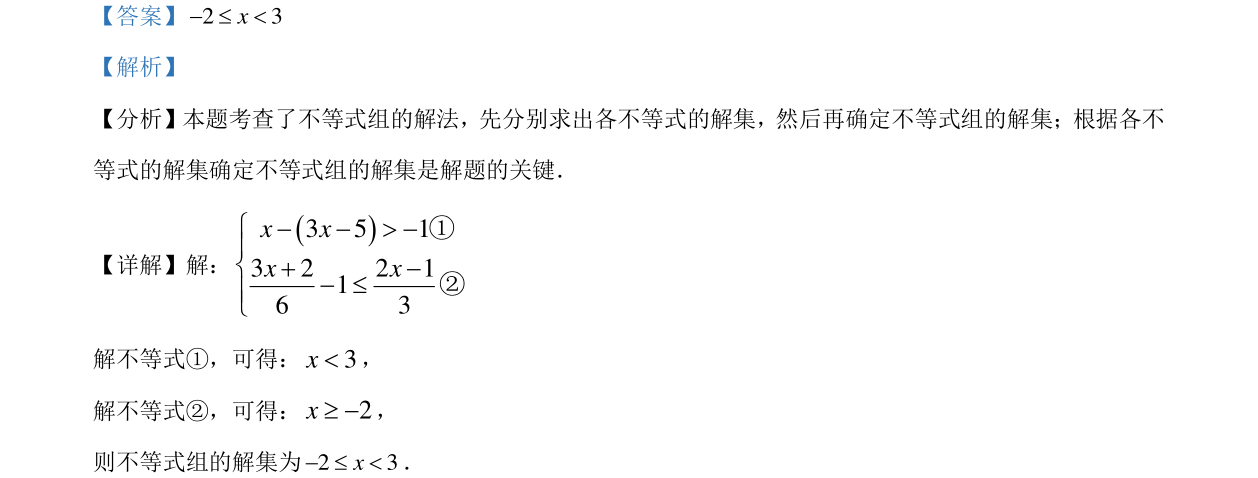 【答案】−2≤x<3
【解析】
【分析】本题考查了不等式组的解法，先分别求出各不等式的解集，然后再确定不等式组的解集；根据各不
等式的解集确定不等式组的解集是解题的关键．
【详解】解：{x−(3x−5)>−1①
(3x+2)/6−1≤(2x−1)/3②
解不等式①，可得：x<3，
解不等式②，可得：x≥−2，
则不等式组的解集为−2≤x<3．